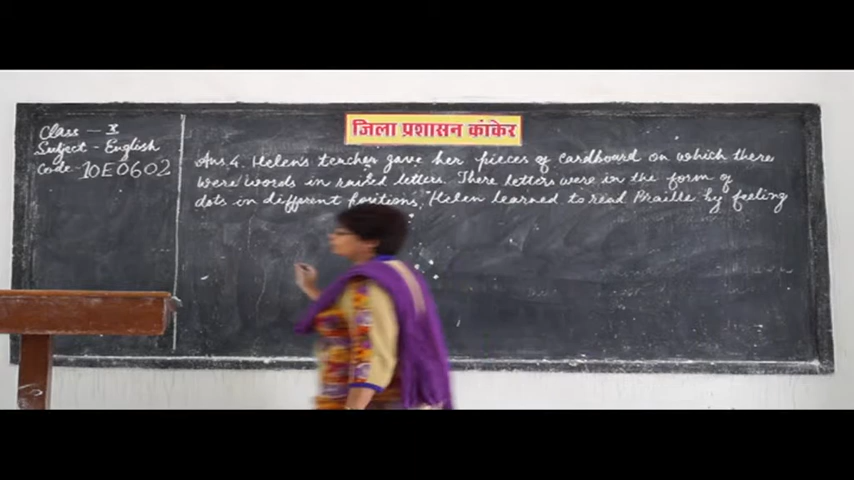 जिला प्रशासन कांकेर
Class - X
Subject - English
Code - 10E0602
Ans. 4. Helen's teacher gave her pieces of cardboard on which there
were words in raised letters. There letters were in the form of
dots in different positions. Helen learned to read Braille by feeling